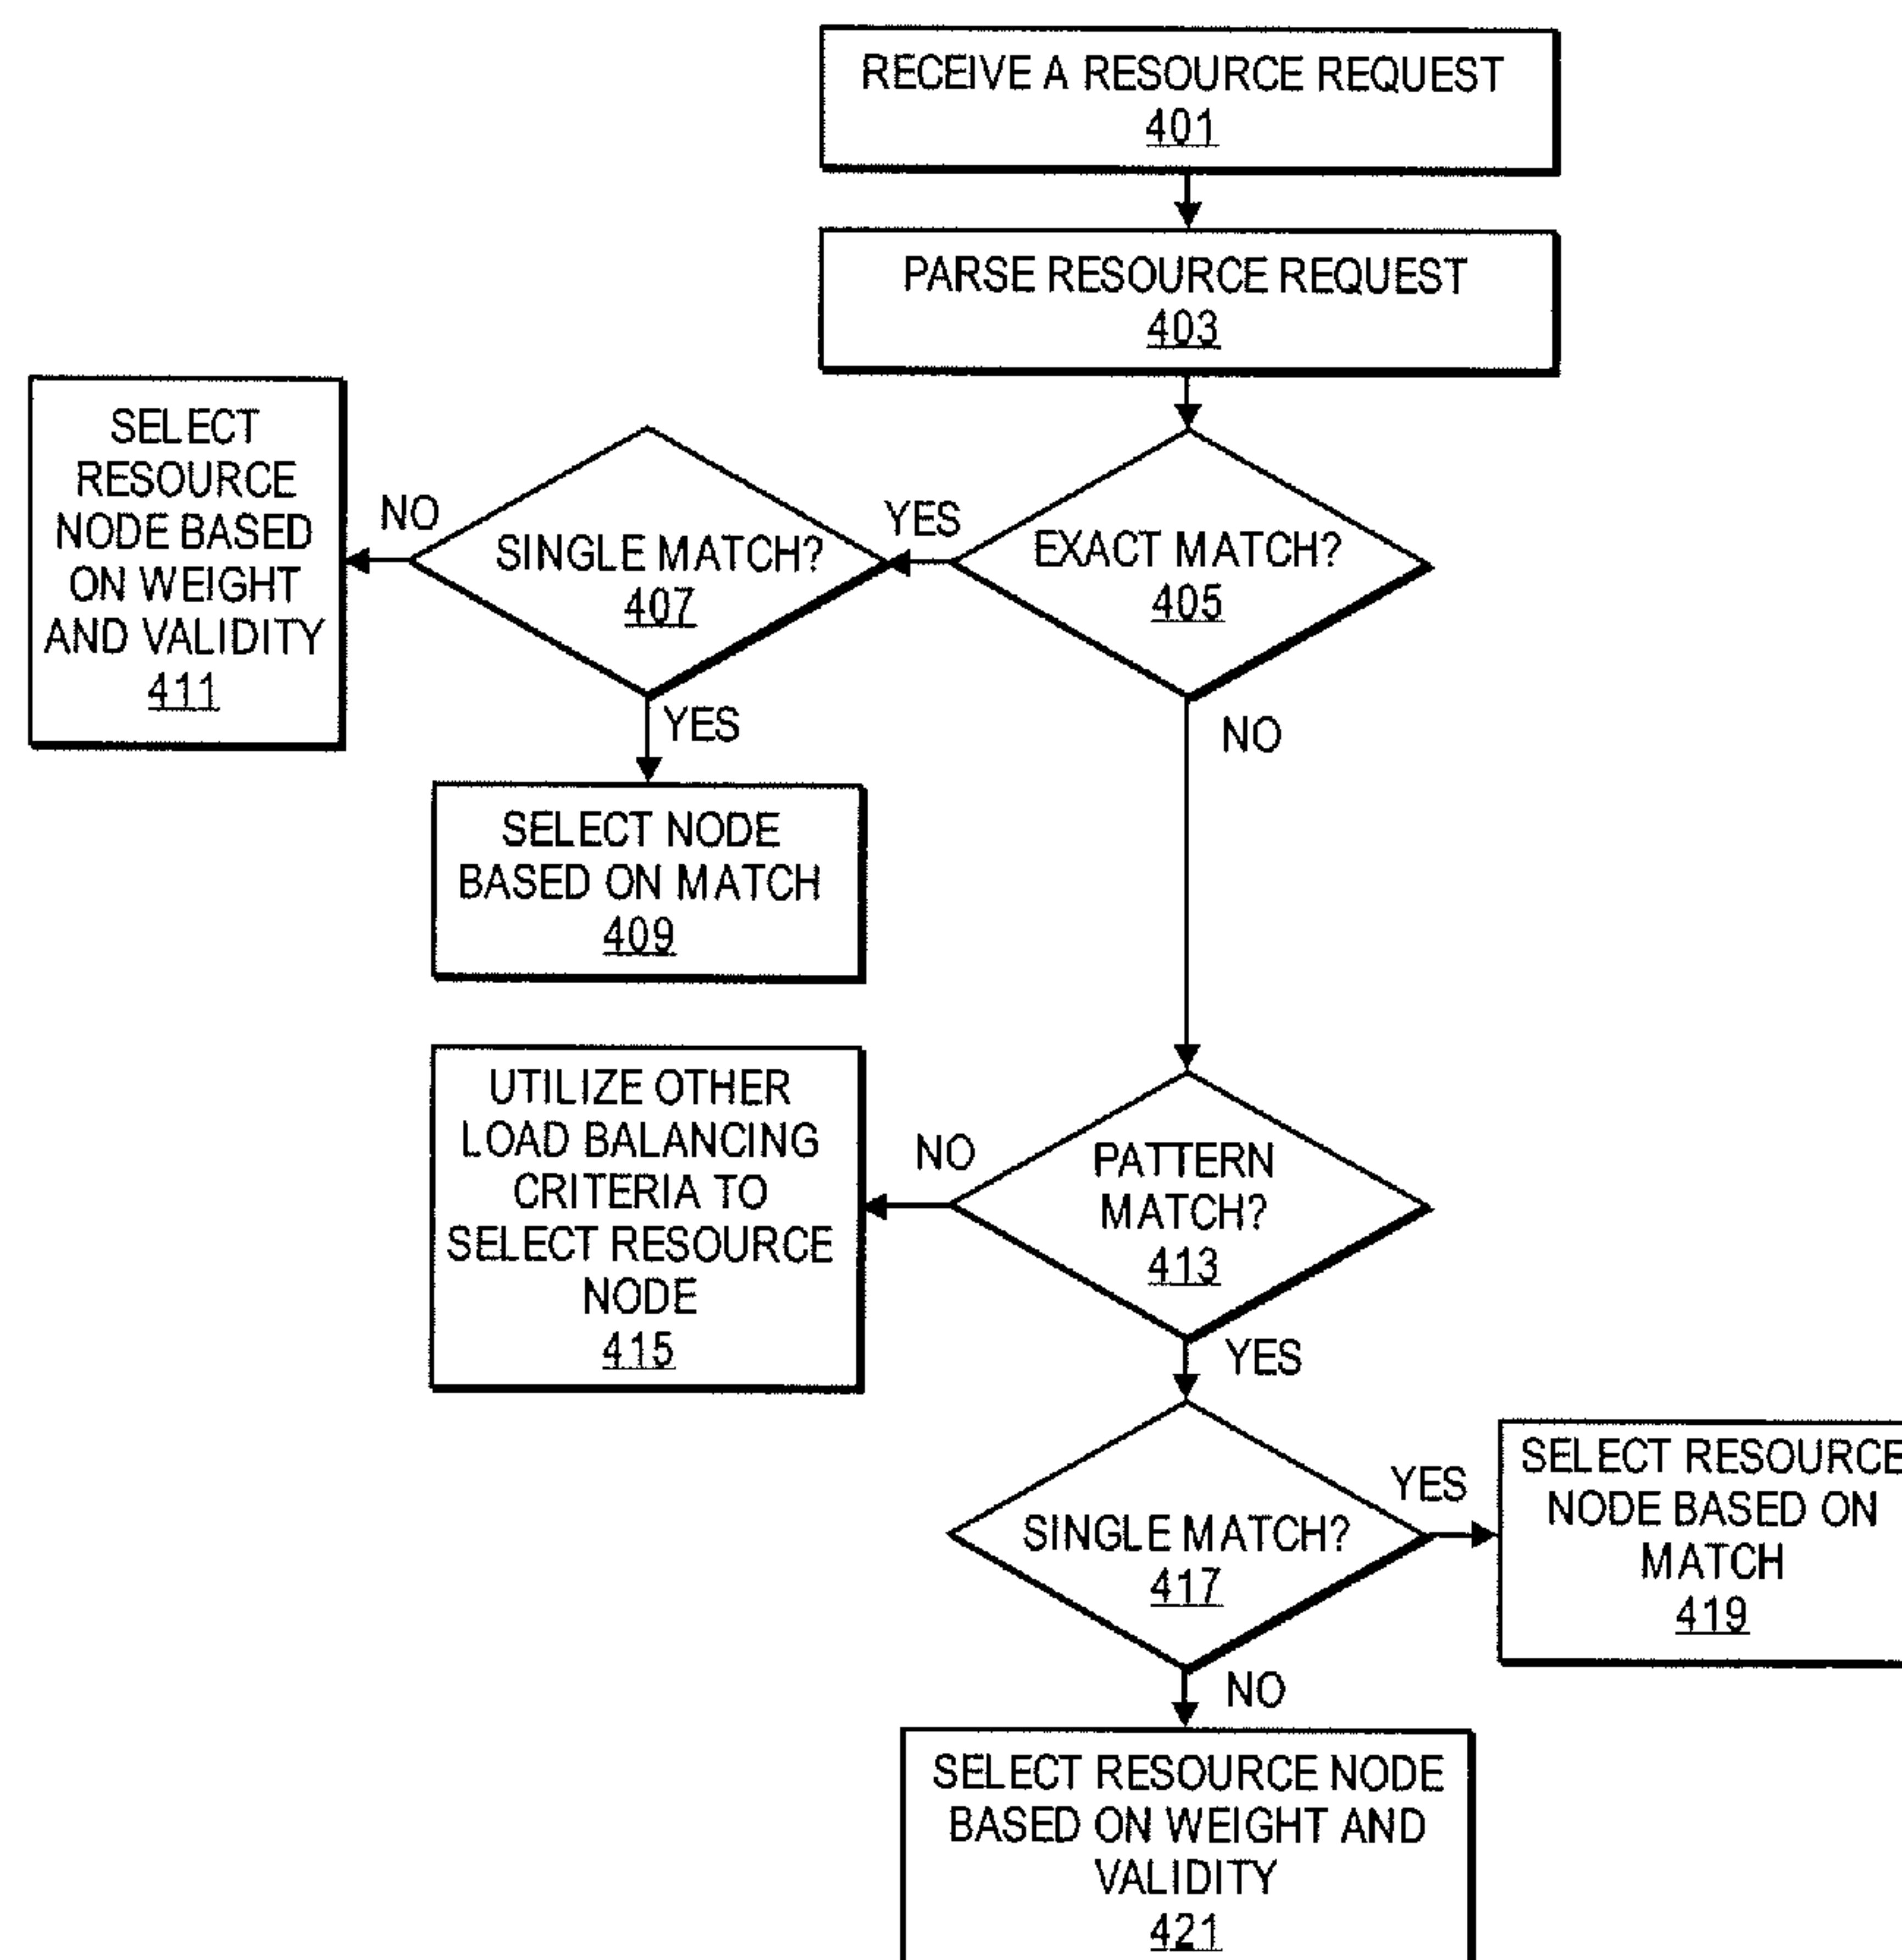 RECEIVE A RESOURCE REQUEST
401
PARSE RESOURCE REQUEST
403
SELECT
RESOURCE
NODE BASED
ON WEIGHT
AND VALIDITY
411
NO
SINGLE MATCH?
407
YES
EXACT MATCH?
405
YES
NO
SELECT NODE
BASED ON MATCH
409
UTILIZE OTHER
LOAD BALANCING
CRITERIA TO
SELECT RESOURCE
NODE
415
NO
PATTERN
MATCH?
413
YES
SINGLE MATCH?
417
YES
SELECT RESOURCE
NODE BASED ON
MATCH
419
NO
SELECT RESOURCE NODE
BASED ON WEIGHT AND
VALIDITY
421